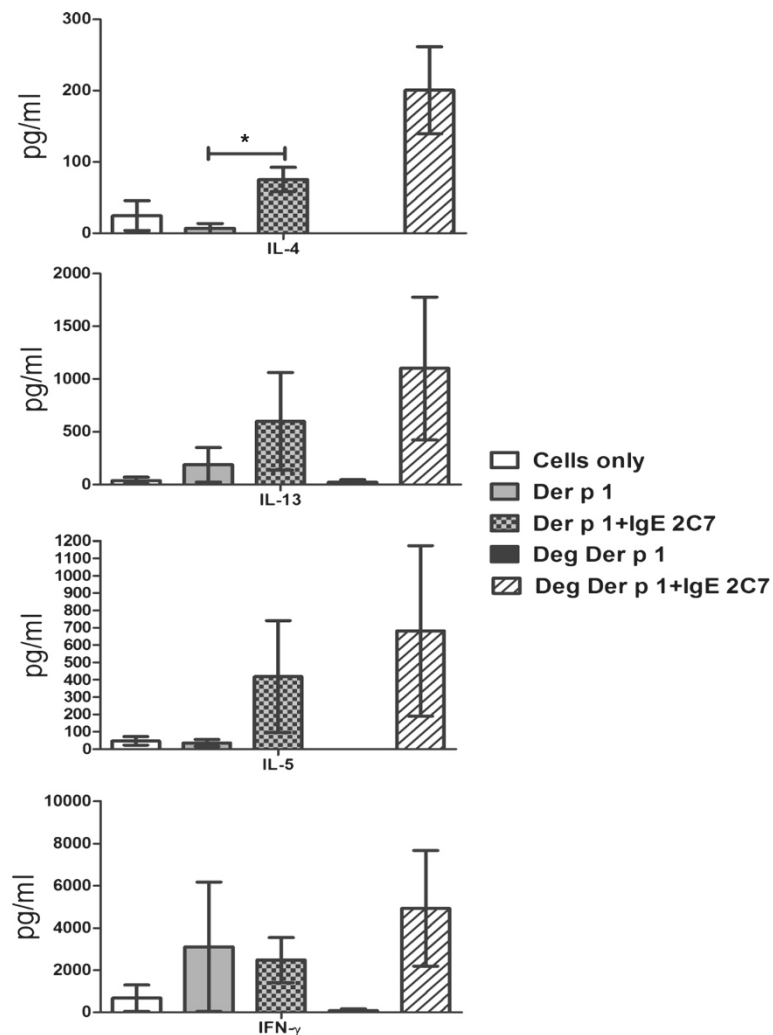 300
200
100
0
pg/ml
*
IL-4
2000
1500
1000
500
0
pg/ml
IL-13
1200
1100
1000
900
800
700
600
500
400
300
200
100
0
pg/ml
IL-5
10000
8000
6000
4000
2000
0
pg/ml
IFN-γ
Cells only
Der p 1
Der p 1+IgE 2C7
Deg Der p 1
Deg Der p 1+IgE 2C7